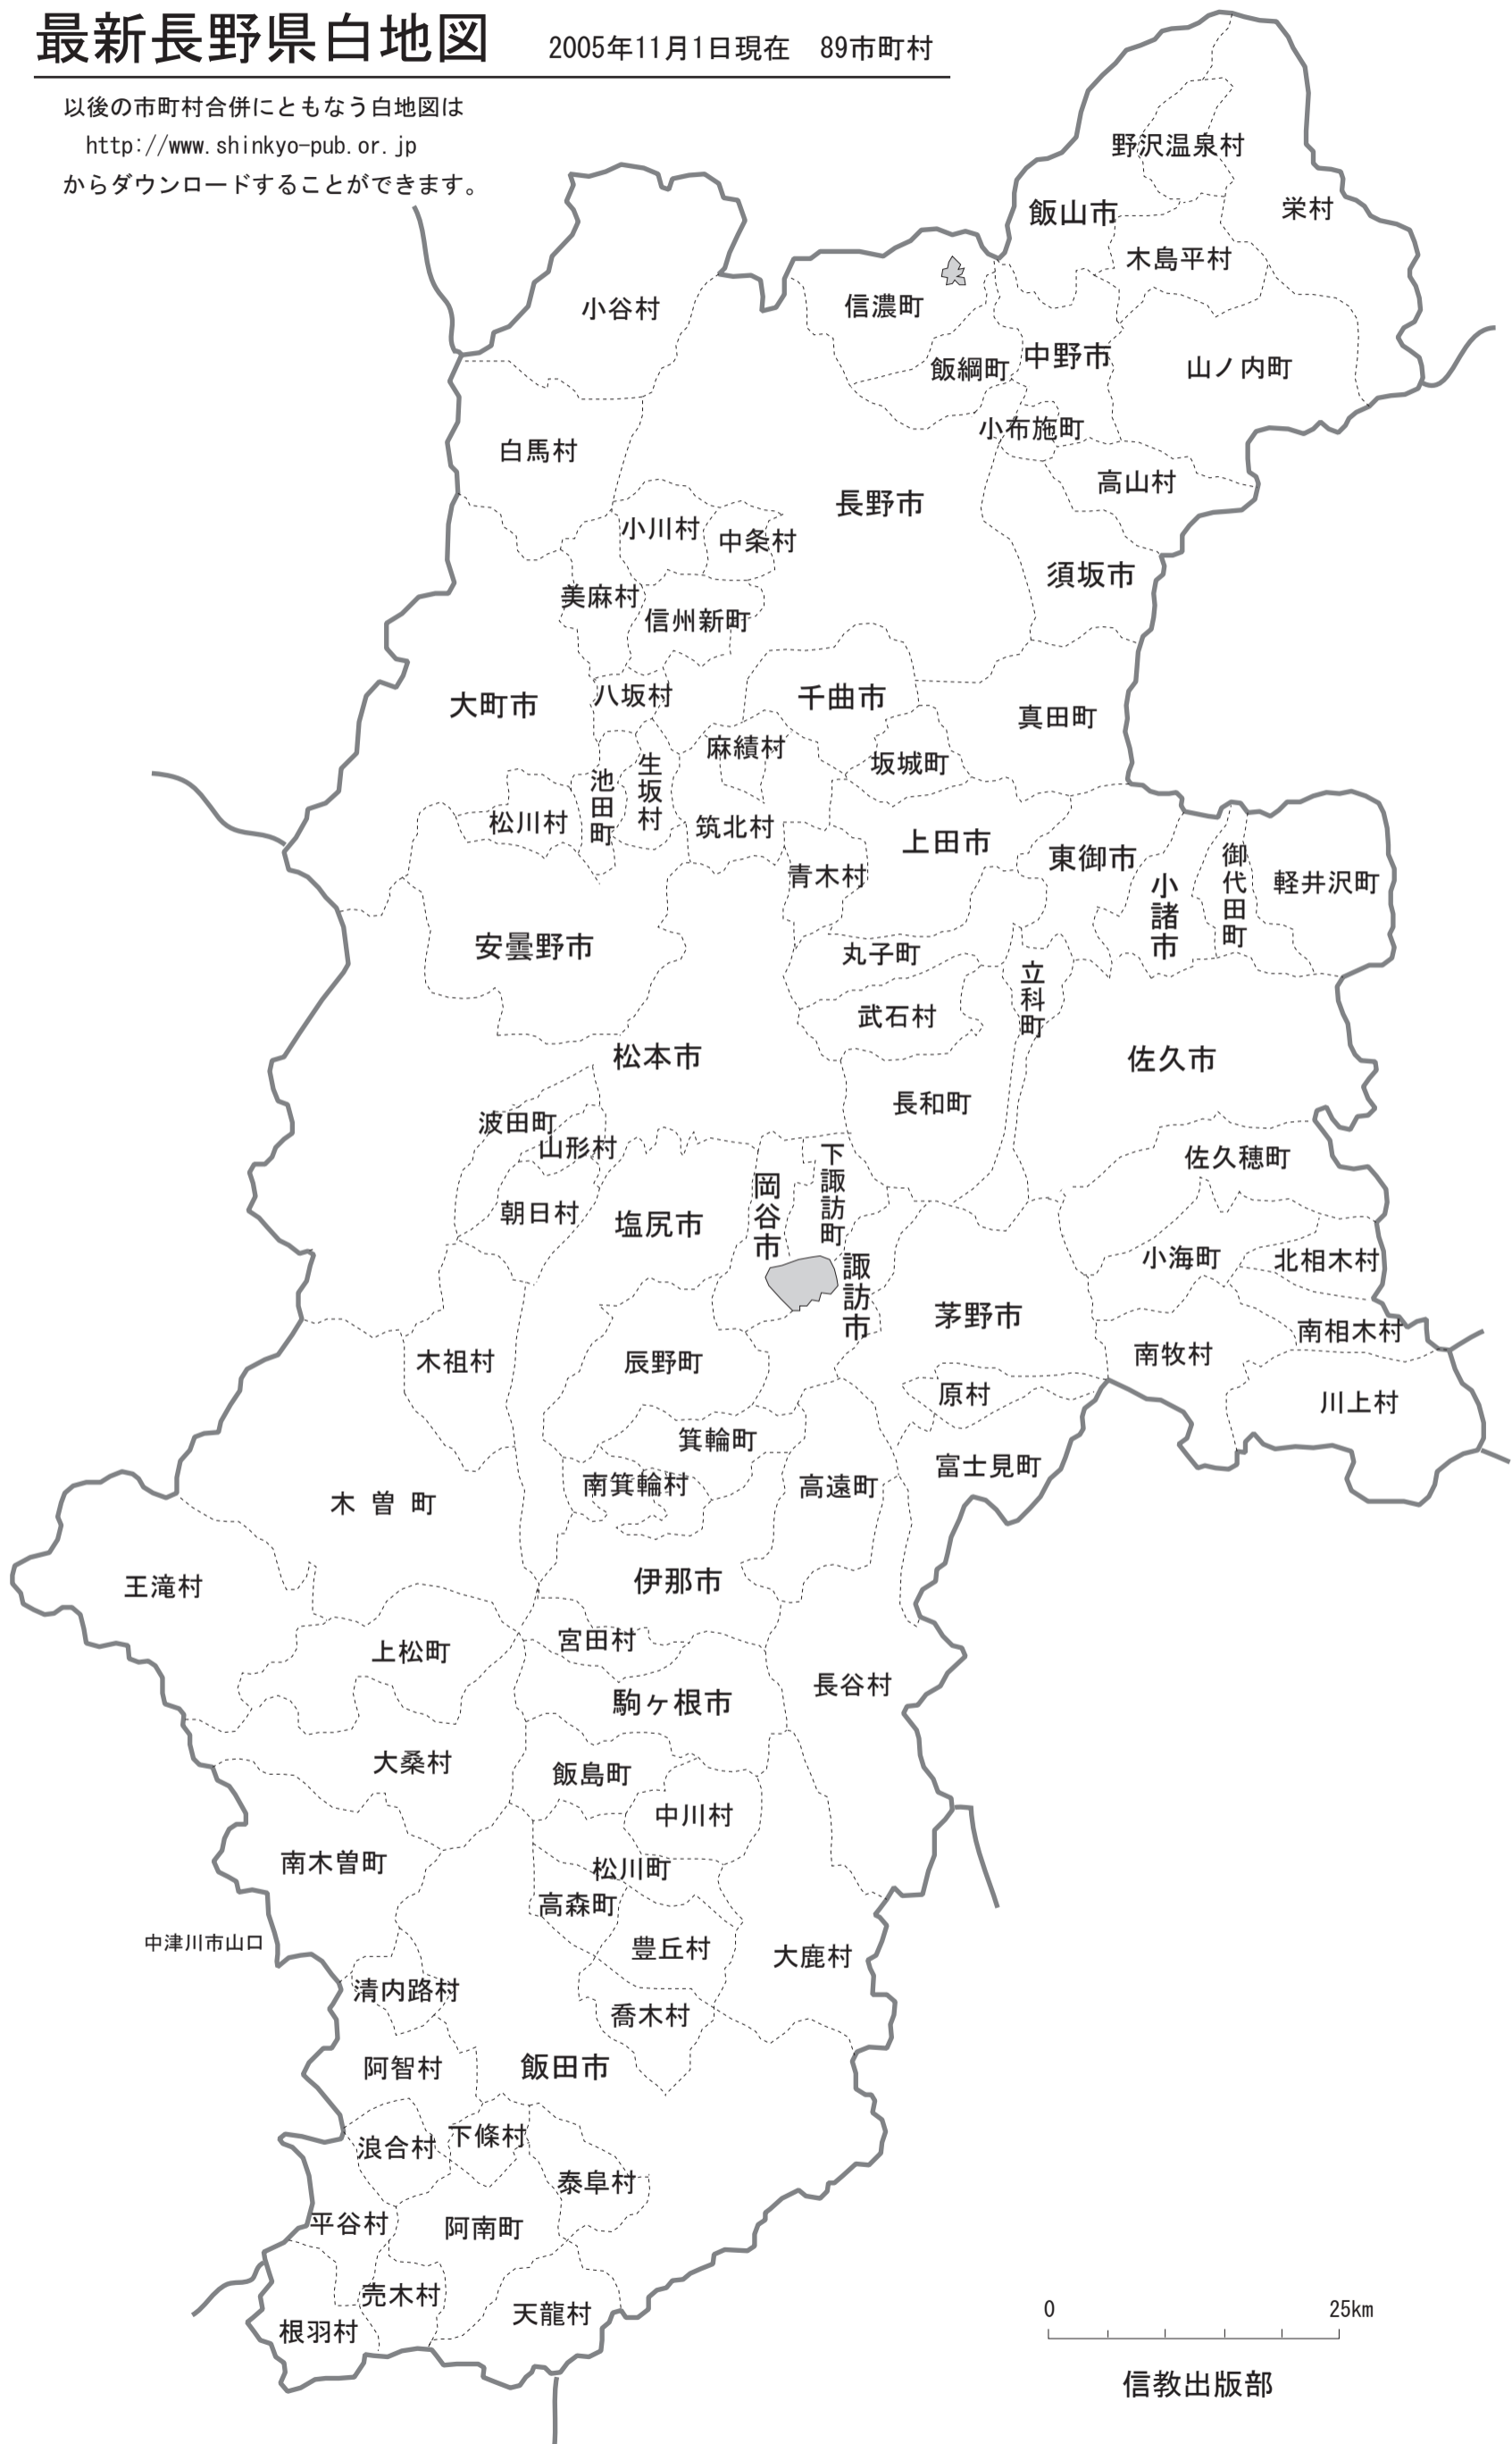 最新長野県白地図
2005年11月1日現在　89市町村
以後の市町村合併にともなう白地図は
http://www.shinkyo-pub.or.jp
からダウンロードすることができます。
野沢温泉村
飯山市
栄村
木島平村
小谷村
信濃町
飯綱町
中野市
山ノ内町
小布施町
白馬村
高山村
長野市
小川村
中条村
須坂市
美麻村
信州新町
八坂村
千曲市
大町市
真田町
麻績村
坂城町
生坂村
池田町
松川村
筑北村
上田市
東御市
御代田町
軽井沢町
小諸市
青木村
安曇野市
丸子町
立科町
武石村
松本市
佐久市
長和町
波田町
山形村
下諏訪町
佐久穂町
岡谷市
朝日村
塩尻市
小海町
北相木村
諏訪市
茅野市
南相木村
木祖村
辰野町
南牧村
原村
川上村
箕輪町
富士見町
南箕輪村
高遠町
木曽町
伊那市
王滝村
宮田村
上松町
長谷村
駒ヶ根市
大桑村
飯島町
中川村
南木曽町
松川町
高森町
中津川市山口
豊丘村
大鹿村
清内路村
喬木村
阿智村
飯田市
下條村
浪合村
泰阜村
平谷村
阿南町
売木村
天龍村
根羽村
0
25km
信教出版部